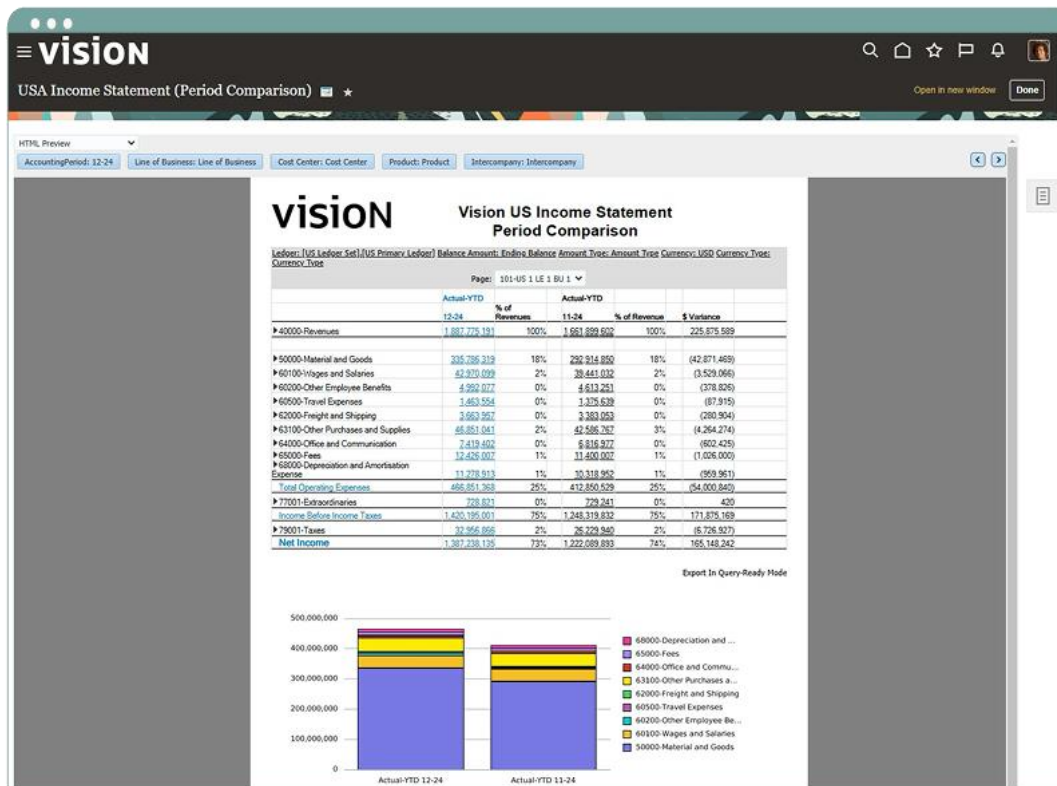 visioN
USA Income Statement (Period Comparison)
Open in new window
Done
HTML Preview
AccountingPeriod: 12-24
Line of Business: Line of Business
Cost Center: Cost Center
Product: Product
Intercompany: Intercompany
visioN
Vision US Income Statement
Period Comparison
Ledger: [US Ledger Set].[US Primary Ledger] Balance Amount: Ending Balance Amount Type: Amount Type Currency: USD Currency Type:
Currency Type
Page: 101-US 1 LE 1 BU 1
Actual-YTD Actual-YTD
12-24 % of Revenues 11-24 % of Revenue $ Variance
40000-Revenues 1,887,775,191 100% 1,661,899,602 100% 225,875,589
50000-Material and Goods 335,786,319 18% 292,914,850 18% (42,871,469)
60100-Wages and Salaries 42,970,099 2% 39,441,032 2% (3,529,066)
60200-Other Employee Benefits 4,992,077 0% 4,613,251 0% (378,826)
60500-Travel Expenses 1,463,554 0% 1,375,639 0% (87,915)
62000-Freight and Shipping 3,663,957 0% 3,383,053 0% (280,904)
63100-Other Purchases and Supplies 46,851,041 2% 42,586,767 3% (4,264,274)
64000-Office and Communication 7,419,402 0% 6,816,977 0% (602,425)
65000-Fees 12,426,007 1% 11,400,007 1% (1,026,000)
68000-Depreciation and Amortisation
Expense 11,278,913 1% 10,318,952 1% (959,961)
Total Operating Expenses 466,851,368 25% 412,850,529 25% (54,000,840)
77001-Extraordinaries 728,821 0% 729,241 0% 420
Income Before Income Taxes 1,420,195,001 75% 1,248,319,832 75% 171,875,169
79001-Taxes 32,956,866 2% 26,229,940 2% (6,726,927)
Net Income 1,387,238,135 73% 1,222,089,893 74% 165,148,242
Export In Query-Ready Mode
500,000,000
400,000,000
300,000,000
200,000,000
100,000,000
0
Actual-YTD 12-24
Actual-YTD 11-24
68000-Depreciation and ...
65000-Fees
64000-Office and Commu...
63100-Other Purchases a...
62000-Freight and Shipping
60500-Travel Expenses
60200-Other Employee Be...
60100-Wages and Salaries
50000-Material and Goods